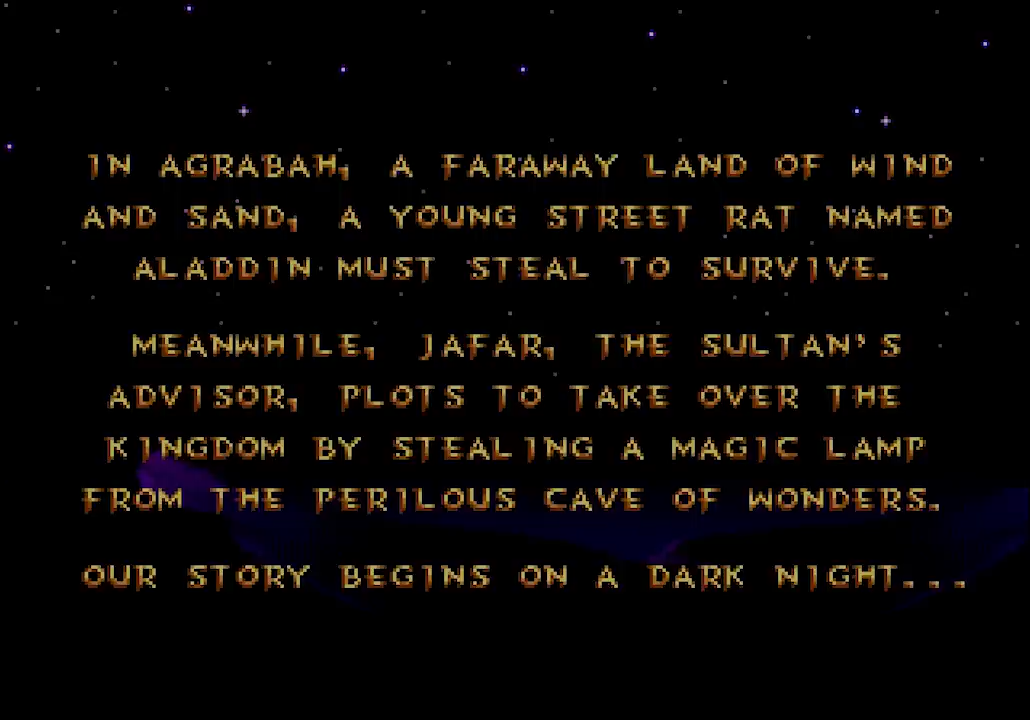 IN AGRABAH, A FARAWAY LAND OF WIND
AND SAND, A YOUNG STREET RAT NAMED
ALADDIN MUST STEAL TO SURVIVE.
MEANWHILE, JAFAR, THE SULTAN'S
ADVISOR, PLOTS TO TAKE OVER THE
KINGDOM BY STEALING A MAGIC LAMP
FROM THE PERILOUS CAVE OF WONDERS.
OUR STORY BEGINS ON A DARK NIGHT...